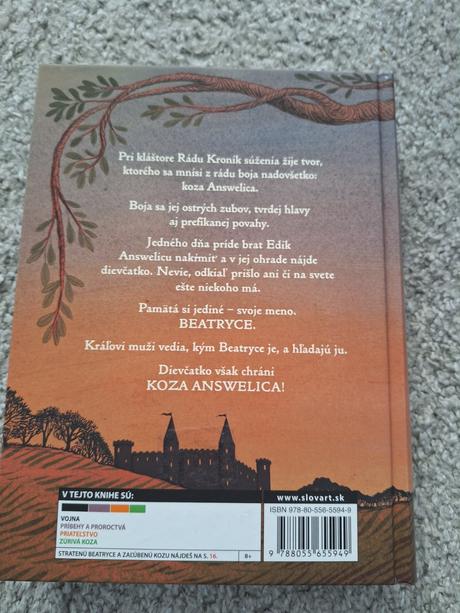 Pri kláštore Rádu Kroník súženia žije tvor,
ktorého sa mnísi z rádu boja nadovšetko:
koza Answelica.
Boja sa jej ostrých zubov, tvrdej hlavy
aj prefíkanej povahy.
Jedného dňa príde brat Edik
Answelicu nakŕmiť a v jej ohrade nájde
dievčatko. Nevie, odkiaľ prišlo ani či na svete
ešte niekoho má.
Pamätá si jediné – svoje meno.
BEATRYCE.
Kráľovi muži vedia, kým Beatryce je, a hľadajú ju.
Dievčatko však chráni
KOZA ANSWELICA!
V TEJTO KNIHE SÚ:
VOJNA
PRÍBEHY A PROROCTVÁ
PRIATEĽSTVO
ZÚRIVÁ KOZA
STRATENÚ BEATRYCE A ZAĽÚBENÚ KOZU NÁJDEŠ NA S. 16.
8+
www.slovart.sk
ISBN 978-80-556-5594-9
9 788055 655949